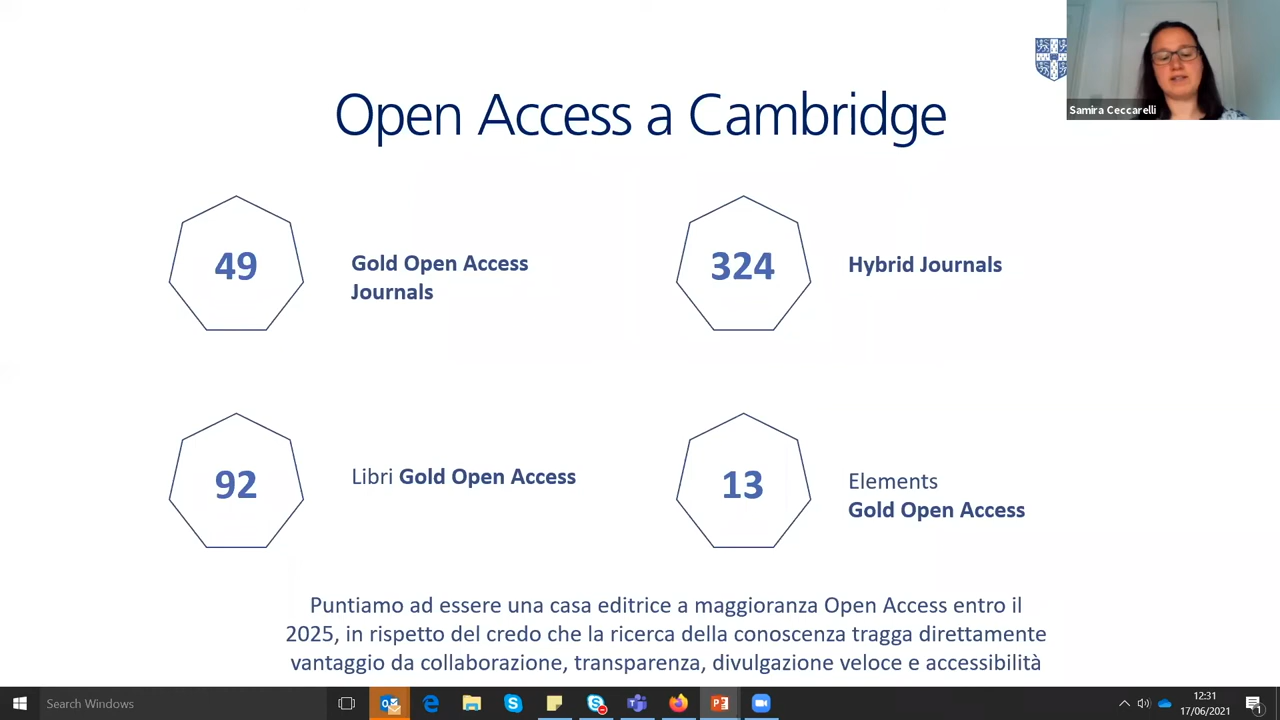 Open Access a Cambridge
Samira Ceccarelli
49
Gold Open Access
Journals
324
Hybrid Journals
92
Libri Gold Open Access
13
Elements
Gold Open Access
Puntiamo ad essere una casa editrice a maggioranza Open Access entro il
2025, in rispetto del credo che la ricerca della conoscenza tragga direttamente
vantaggio da collaborazione, transparenza, divulgazione veloce e accessibilità
Search Windows
12:31
17/06/2021
1